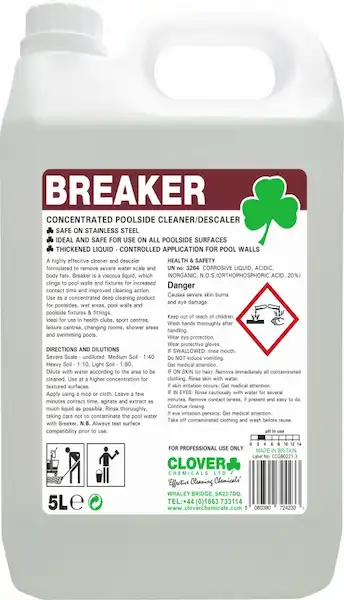 BREAKER
CONCENTRATED POOLSIDE CLEANER/DESCALER
SAFE ON STAINLESS STEEL
IDEAL AND SAFE FOR USE ON ALL POOLSIDE SURFACES
THICKENED LIQUID - CONTROLLED APPLICATION FOR POOL WALLS
A highly effective cleaner and descaler
formulated to remove severe water scale and
body fats. Breaker is a viscous liquid, which
clings to pool walls and fixtures for increased
contact time and improved cleaning action.
Use as a concentrated deep cleaning product
for poolsides, wet areas, pool walls and
poolside fixtures & fittings.
Ideal for use in health clubs, sport centres,
leisure centres, changing rooms, shower areas
and swimming pools.
DIRECTIONS AND DILUTIONS
Severe Scale - undiluted, Medium Soil - 1:40
Heavy Soil - 1:10, Light Soil - 1:80.
Dilute with water according to the area to be
cleaned. Use at a higher concentration for
textured surfaces.
Apply using a mop or cloth. Leave a few
minutes contact time, agitate and extract as
much liquid as possible. Rinse thoroughly,
taking care not to contaminate the pool water
with Breaker. N.B. Always test surface
compatibility prior to use.
HEALTH & SAFETY
UN no: 3264 CORROSIVE LIQUID, ACIDIC,
INORGANIC, N.O.S.(ORTHOPHOSPHORIC ACID...20%)
Danger
Causes severe skin burns
and eye damage.
Keep out of reach of children.
Wash hands thoroughly after
handling.
Wear eye protection.
Wear protective gloves.
IF SWALLOWED: rinse mouth.
Do NOT induce vomiting.
Get medical attention.
IF ON SKIN (or hair): Remove immediately all contaminated
clothing. Rinse skin with water.
If skin irritation occurs: Get medical attention.
IF IN EYES: Rinse cautiously with water for several
minutes. Remove contact lenses, if present and easy to do.
Continue rinsing.
If eye irritation persists: Get medical attention.
Take off contaminated clothing and wash before reuse.
5L e
FOR PROFESSIONAL USE ONLY
CLOVER
CHEMICALS LTD
'Effective Cleaning Chemicals'
WHALEY BRIDGE, SK23 7DQ.
TEL:+44 (0)1663 733114
www.cloverchemicals.com
pH in use
0 2 4 6 8 10 12 14
MADE IN BRITAIN
5 060380 724230